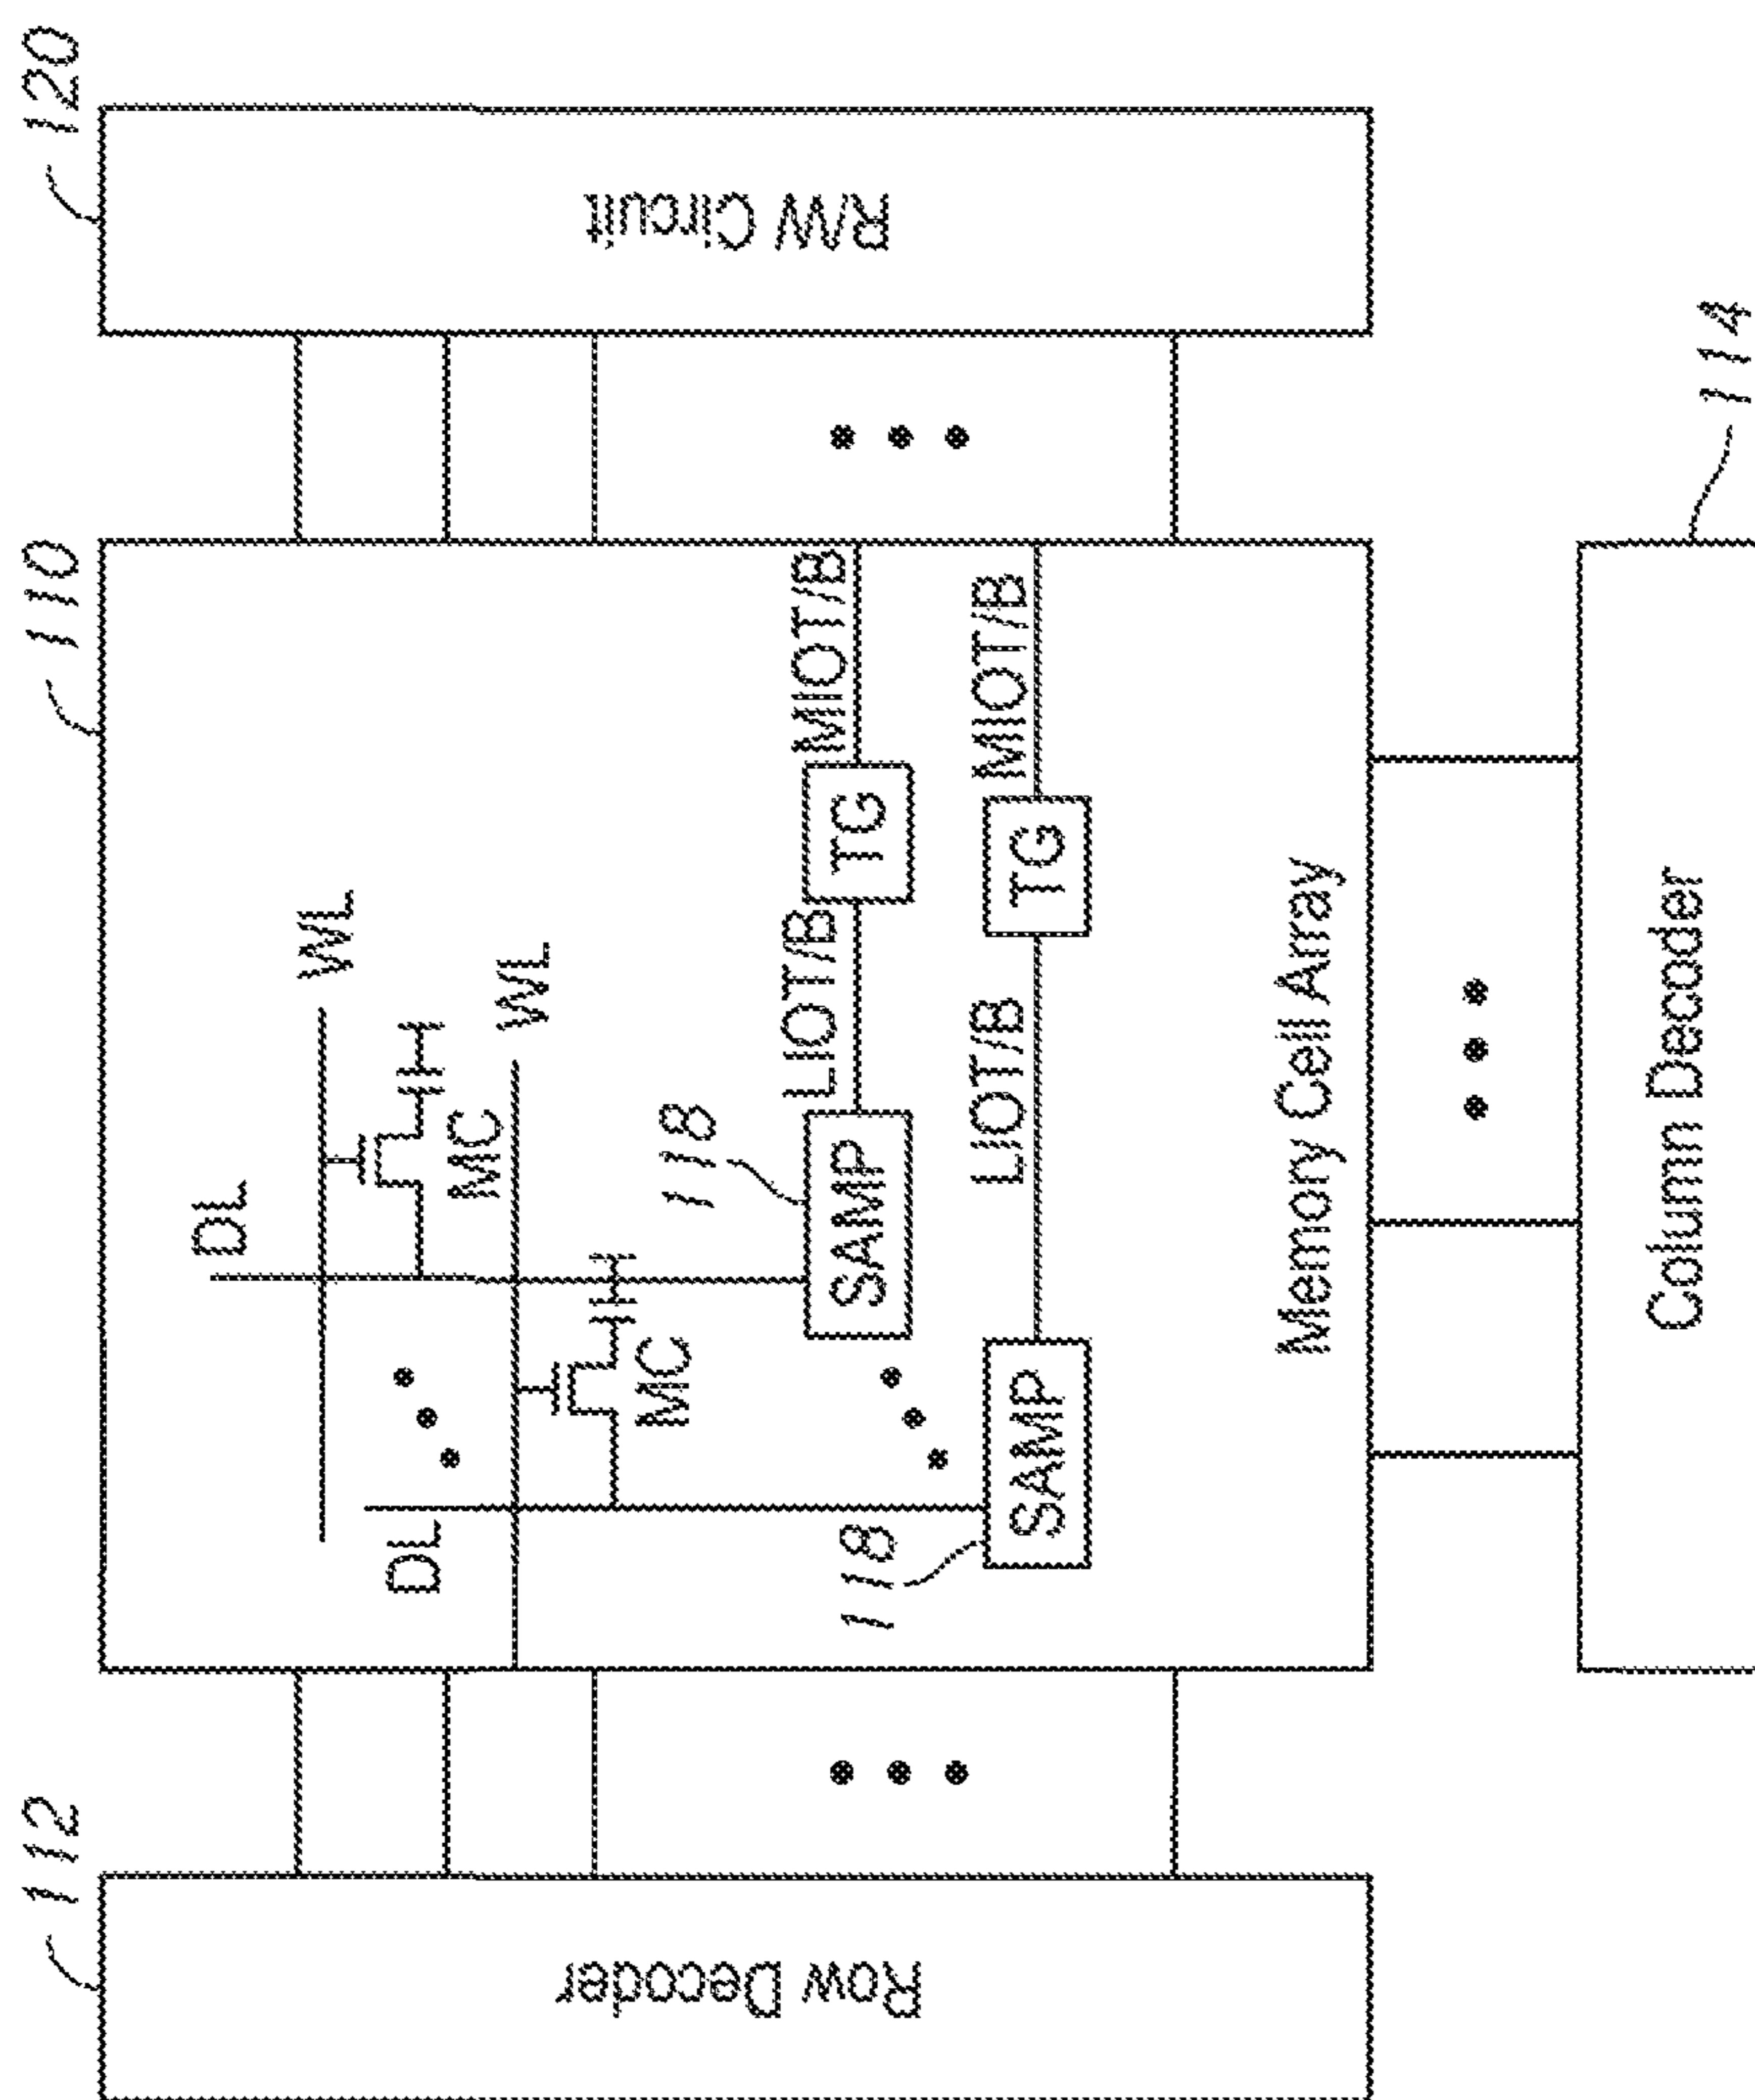 112
110
120
Row Decoder
R/W Circuit
DL
WL
MC
DL
WL
MC
118
SAMP
LIOT/B
TG
MIOT/B
118
SAMP
LIOT/B
TG
MIOT/B
Memory Cell Array
Column Decoder
114